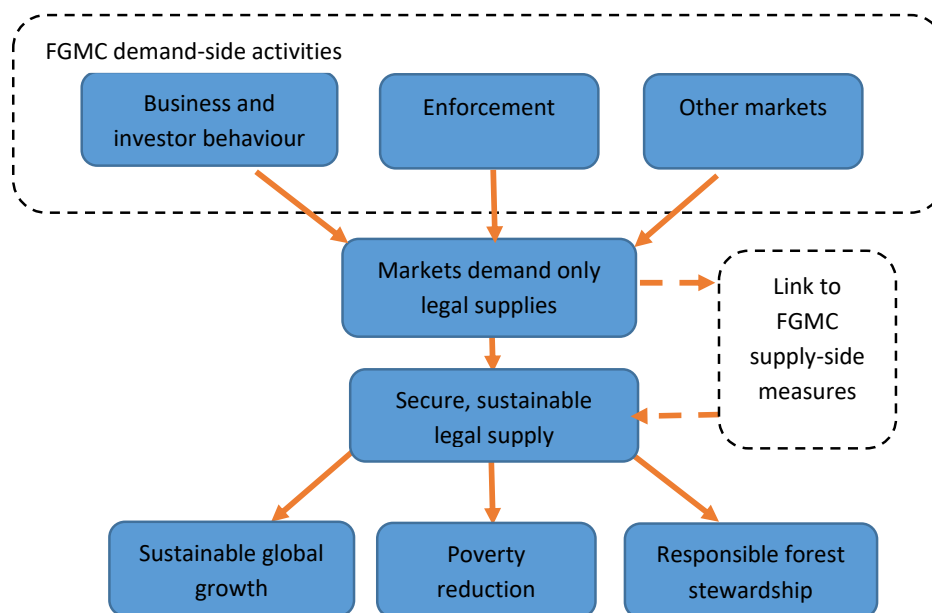 FGMC demand-side activities
Business and
investor behaviour
Enforcement
Other markets
Markets demand only
legal supplies
Link to
FGMC
supply-side
measures
Secure, sustainable
legal supply
Sustainable global
growth
Poverty
reduction
Responsible forest
stewardship